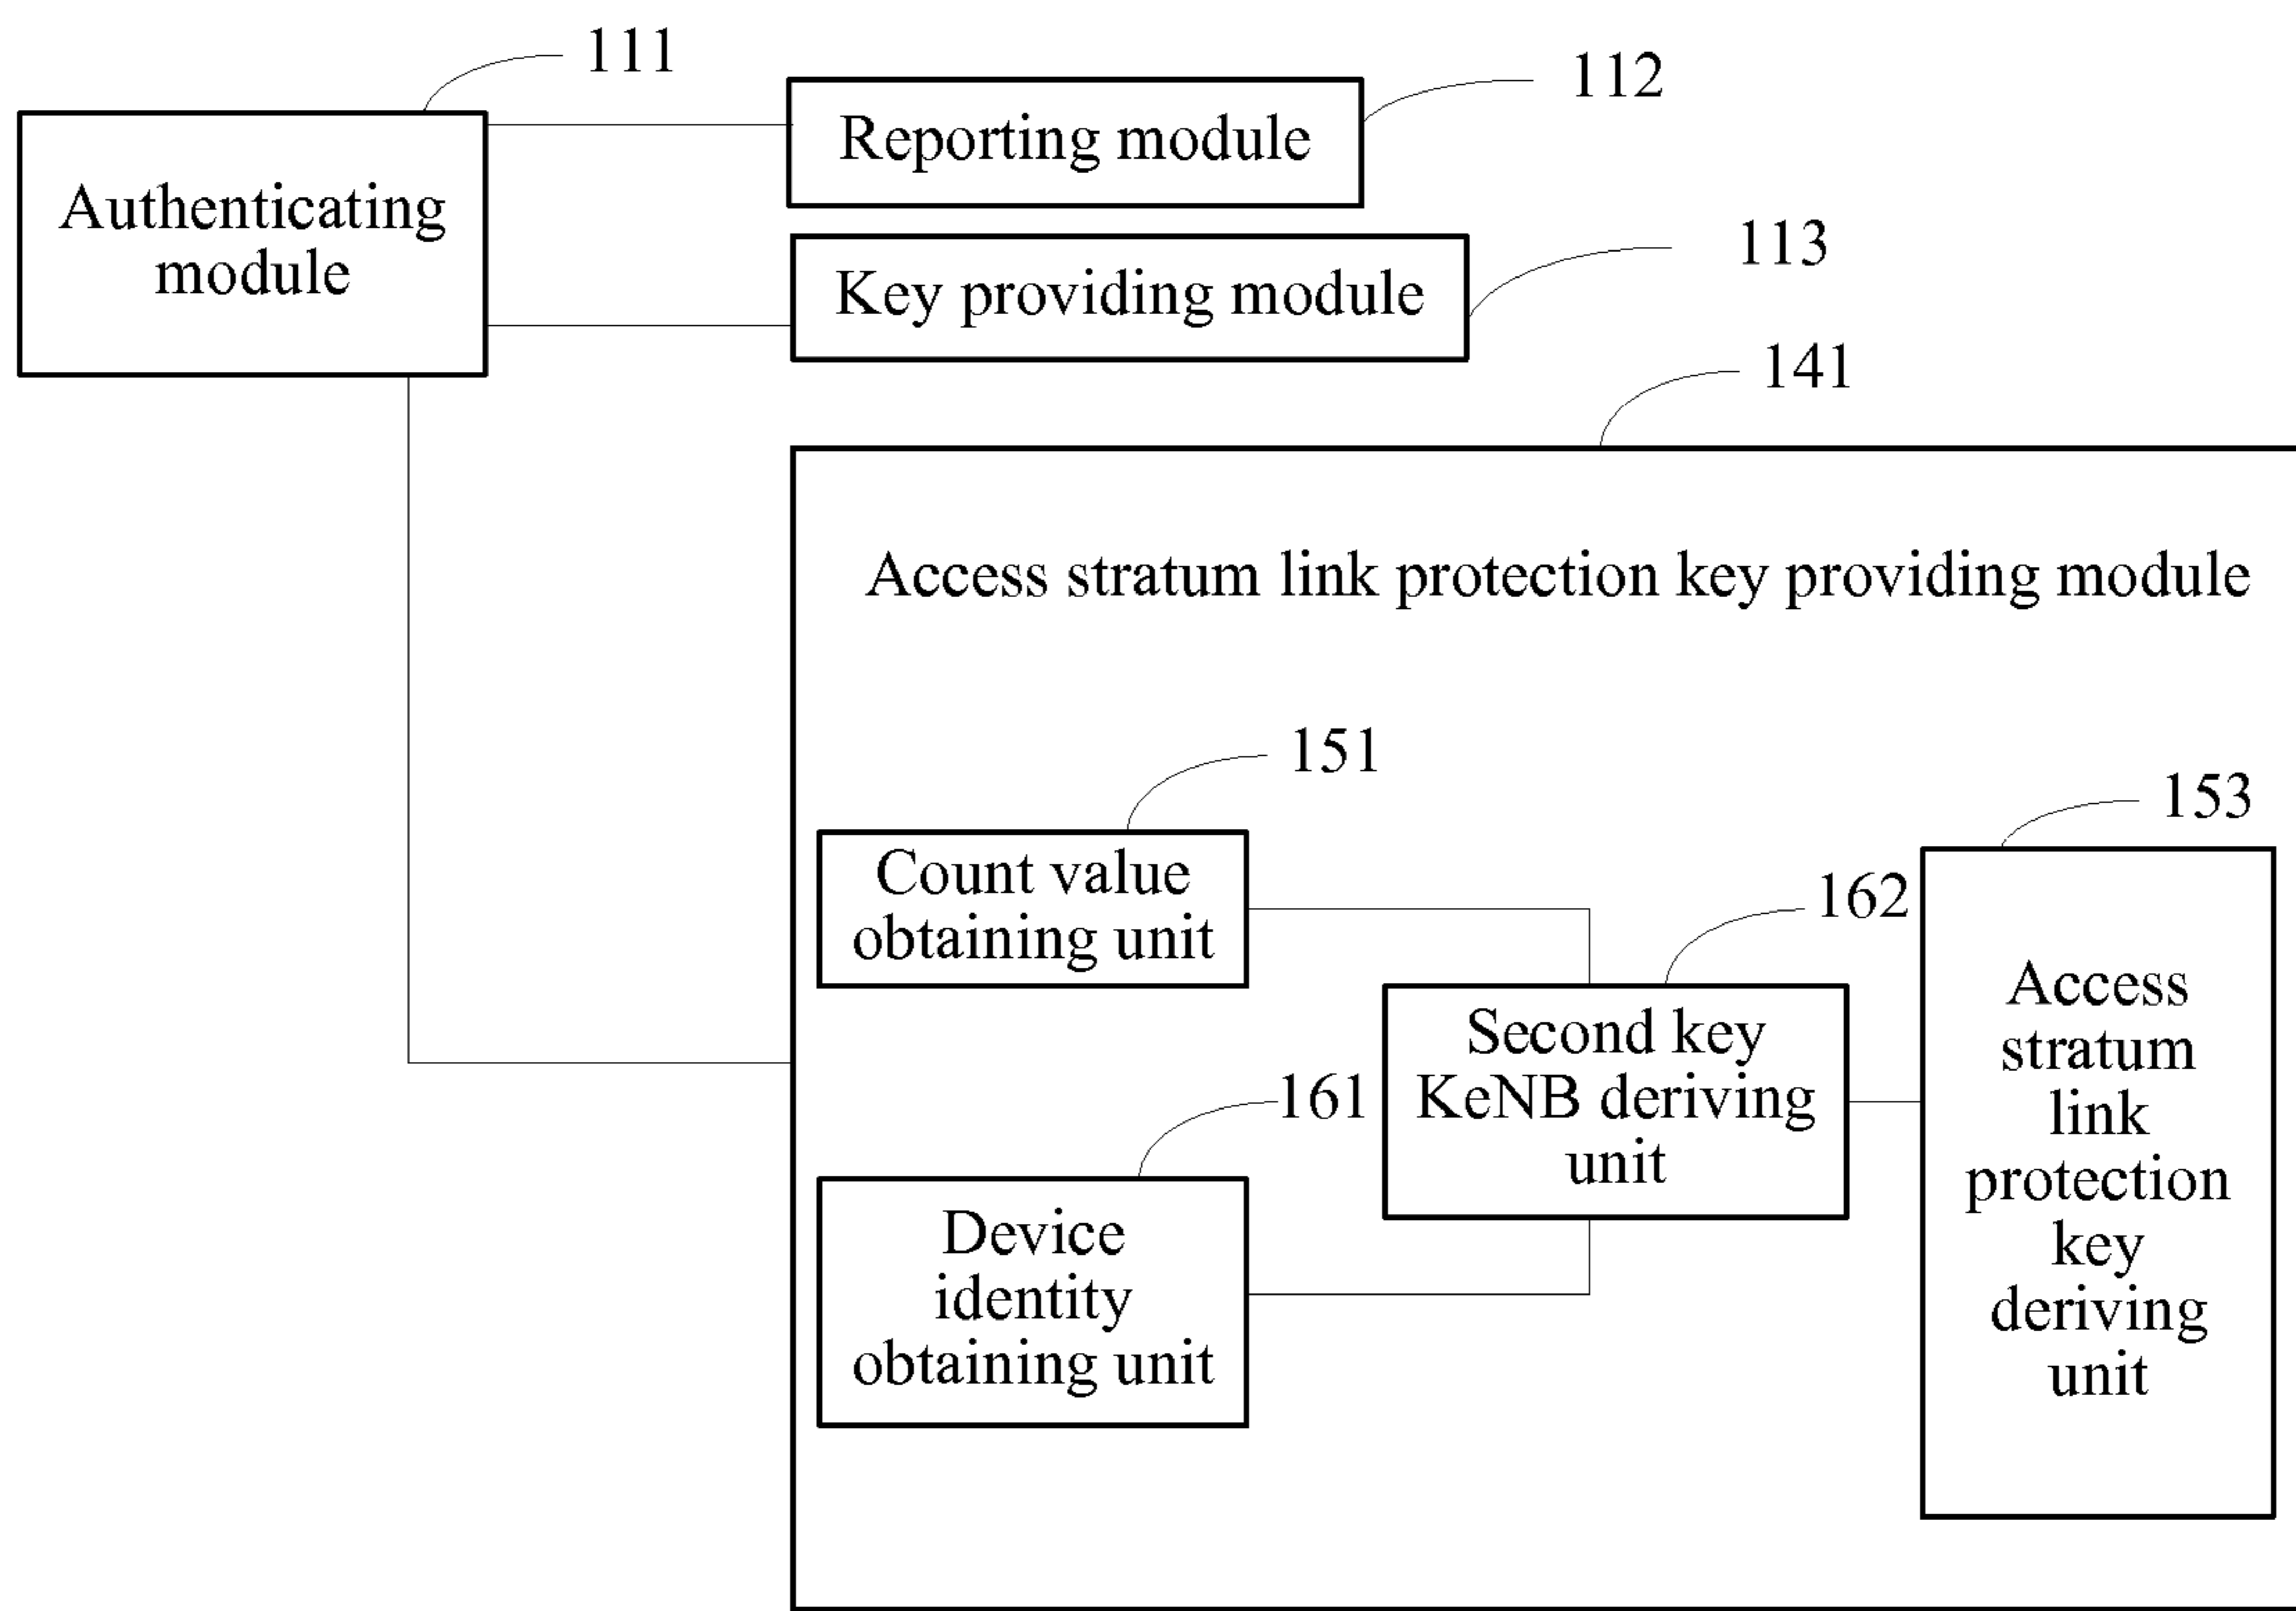 111
112
Reporting module
Authenticating
module
113
Key providing module
141
Access stratum link protection key providing module
151
Count value
obtaining unit
153
162
Second key
KeNB deriving
unit
161
Device
identity
obtaining unit
Access
stratum
link
protection
key
deriving
unit